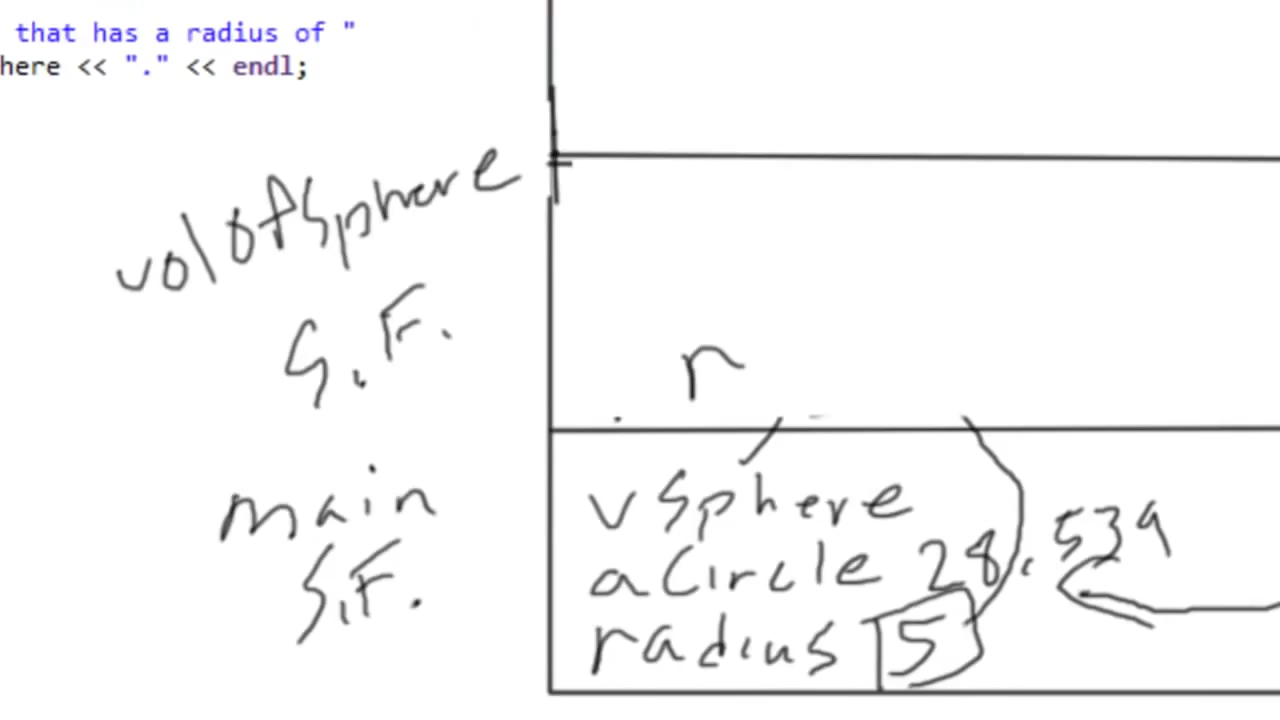 that has a radius of "
here << "." << endl;
volOfSphere
S.F.
r
main
S.F.
vSphere
aCircle 28.539
radius 5